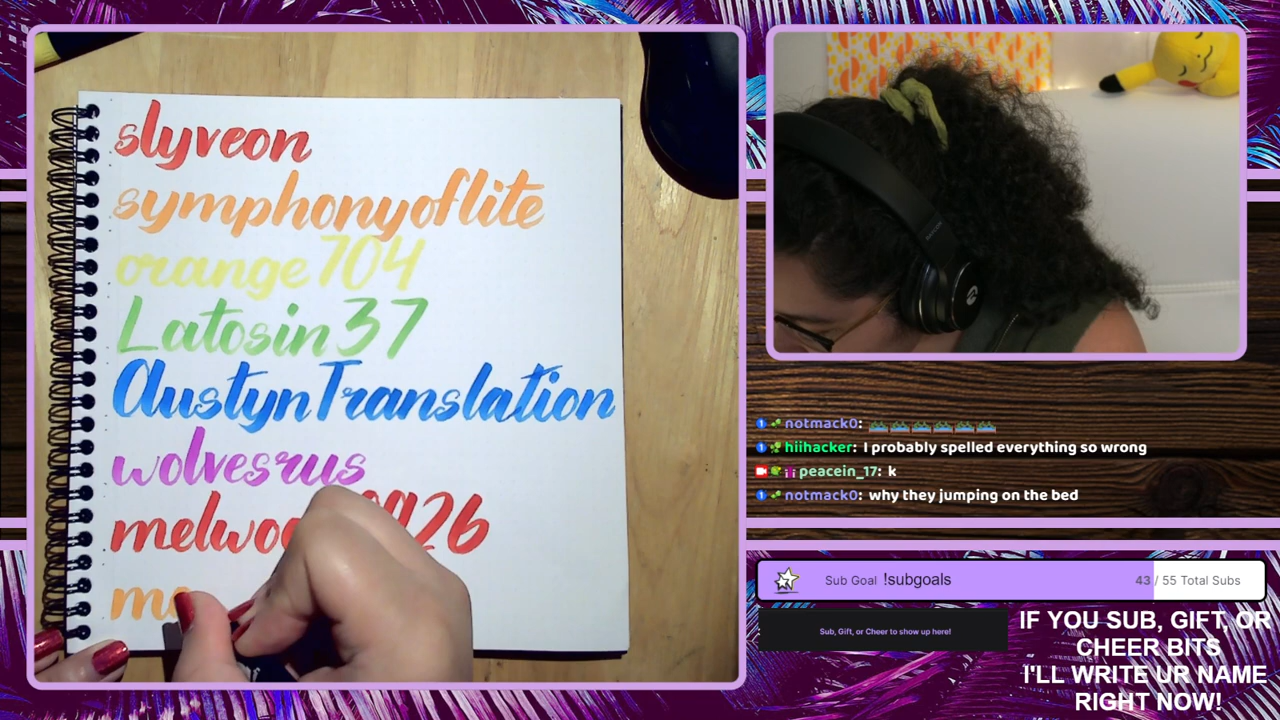 slyveon
symphonyoflite
orange704
Latosin37
AustynTranslation
wolvesrus
notmack0:
hiihacker: I probably spelled everything so wrong
peacein_17: k
notmack0: why they jumping on the bed
Sub Goal !subgoals 43 / 55 Total Subs
Sub, Gift, or Cheer to show up here!
IF YOU SUB, GIFT, OR
CHEER BITS
I'LL WRITE UR NAME
RIGHT NOW!